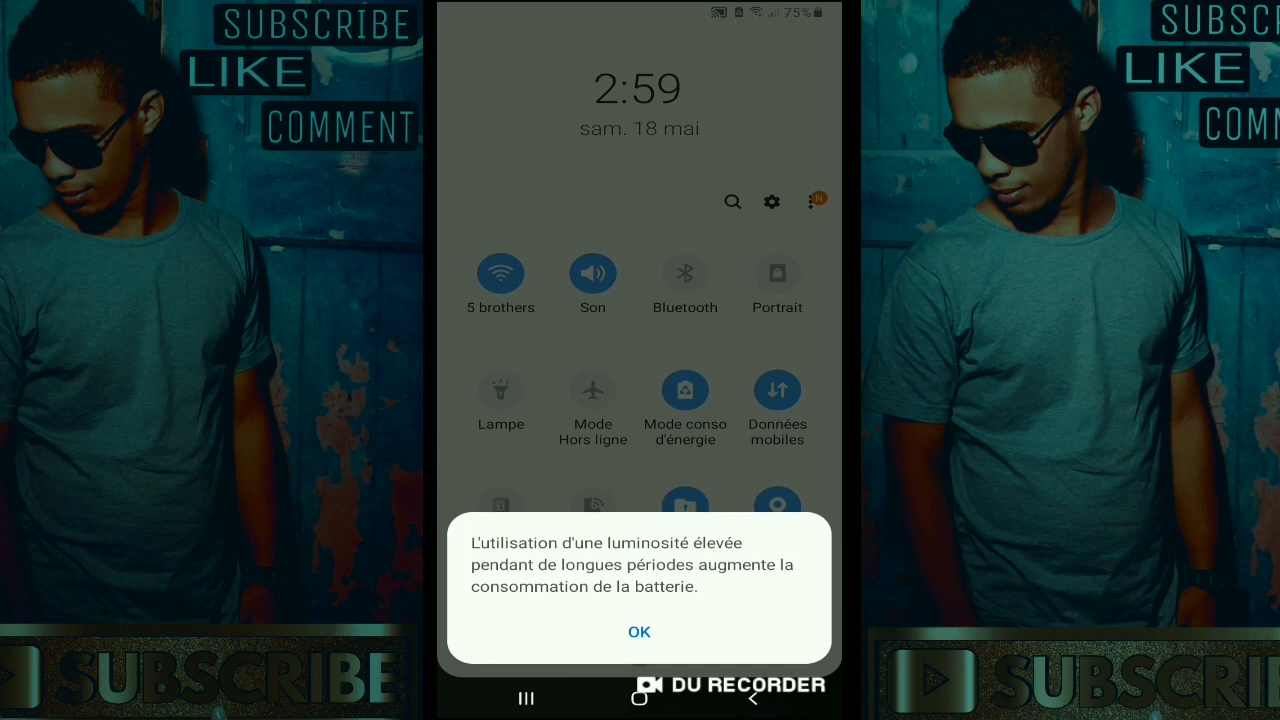 SUBSCRIBE
LIKE
COMMENT
SUBSCRIBE
75%
2:59
sam. 18 mai
N
5 brothers
Son
Bluetooth
Portrait
Lampe
Mode
Hors ligne
Mode conso
d'énergie
Données
mobiles
L'utilisation d'une luminosité élevée
pendant de longues périodes augmente la
consommation de la batterie.
OK
DU RECORDER
SUBSC
LIKE
COMM
SUBSCRI